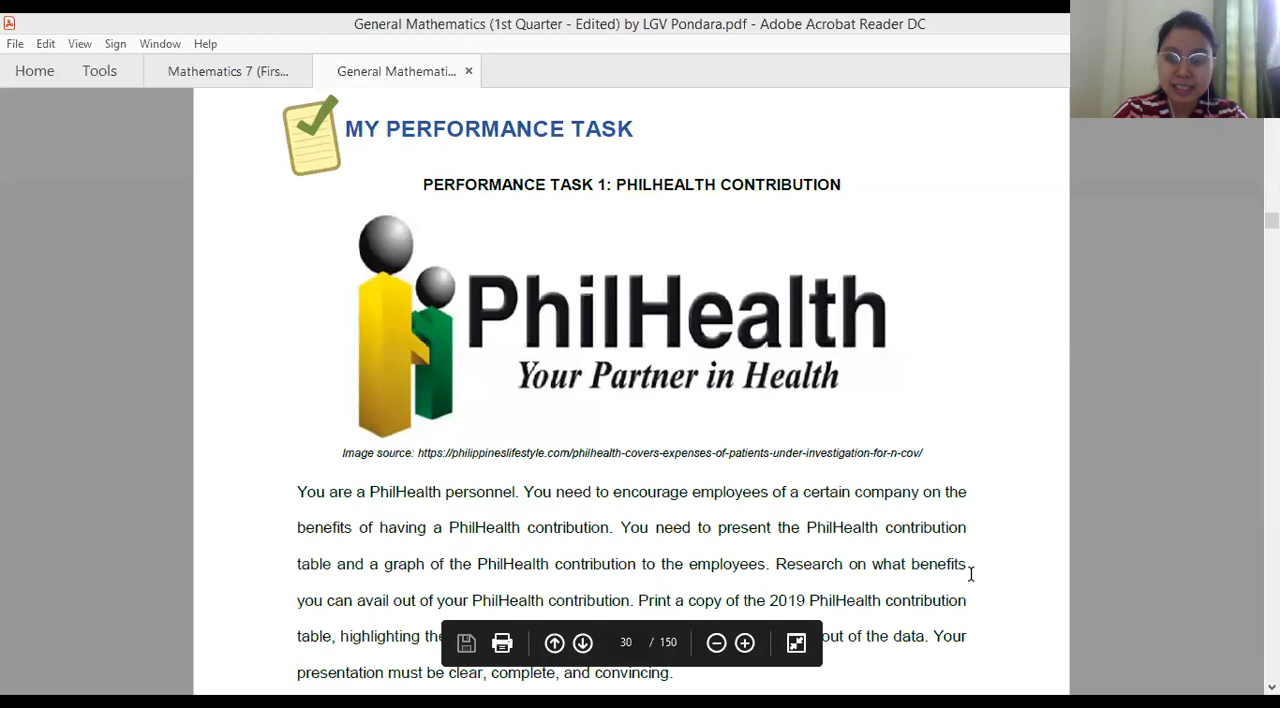 General Mathematics (1st Quarter - Edited) by LGV Pondara.pdf - Adobe Acrobat Reader DC
File Edit View Sign Window Help
Home Tools Mathematics 7 (Firs... General Mathemati... ×
MY PERFORMANCE TASK
PERFORMANCE TASK 1: PHILHEALTH CONTRIBUTION
PhilHealth
Your Partner in Health
Image source: https://philippineslifestyle.com/philhealth-covers-expenses-of-patients-under-investigation-for-n-cov/
You are a PhilHealth personnel. You need to encourage employees of a certain company on the
benefits of having a PhilHealth contribution. You need to present the PhilHealth contribution
table and a graph of the PhilHealth contribution to the employees. Research on what benefits
you can avail out of your PhilHealth contribution. Print a copy of the 2019 PhilHealth contribution
table, highlighting the out of the data. Your
30 / 150
presentation must be clear, complete, and convincing.